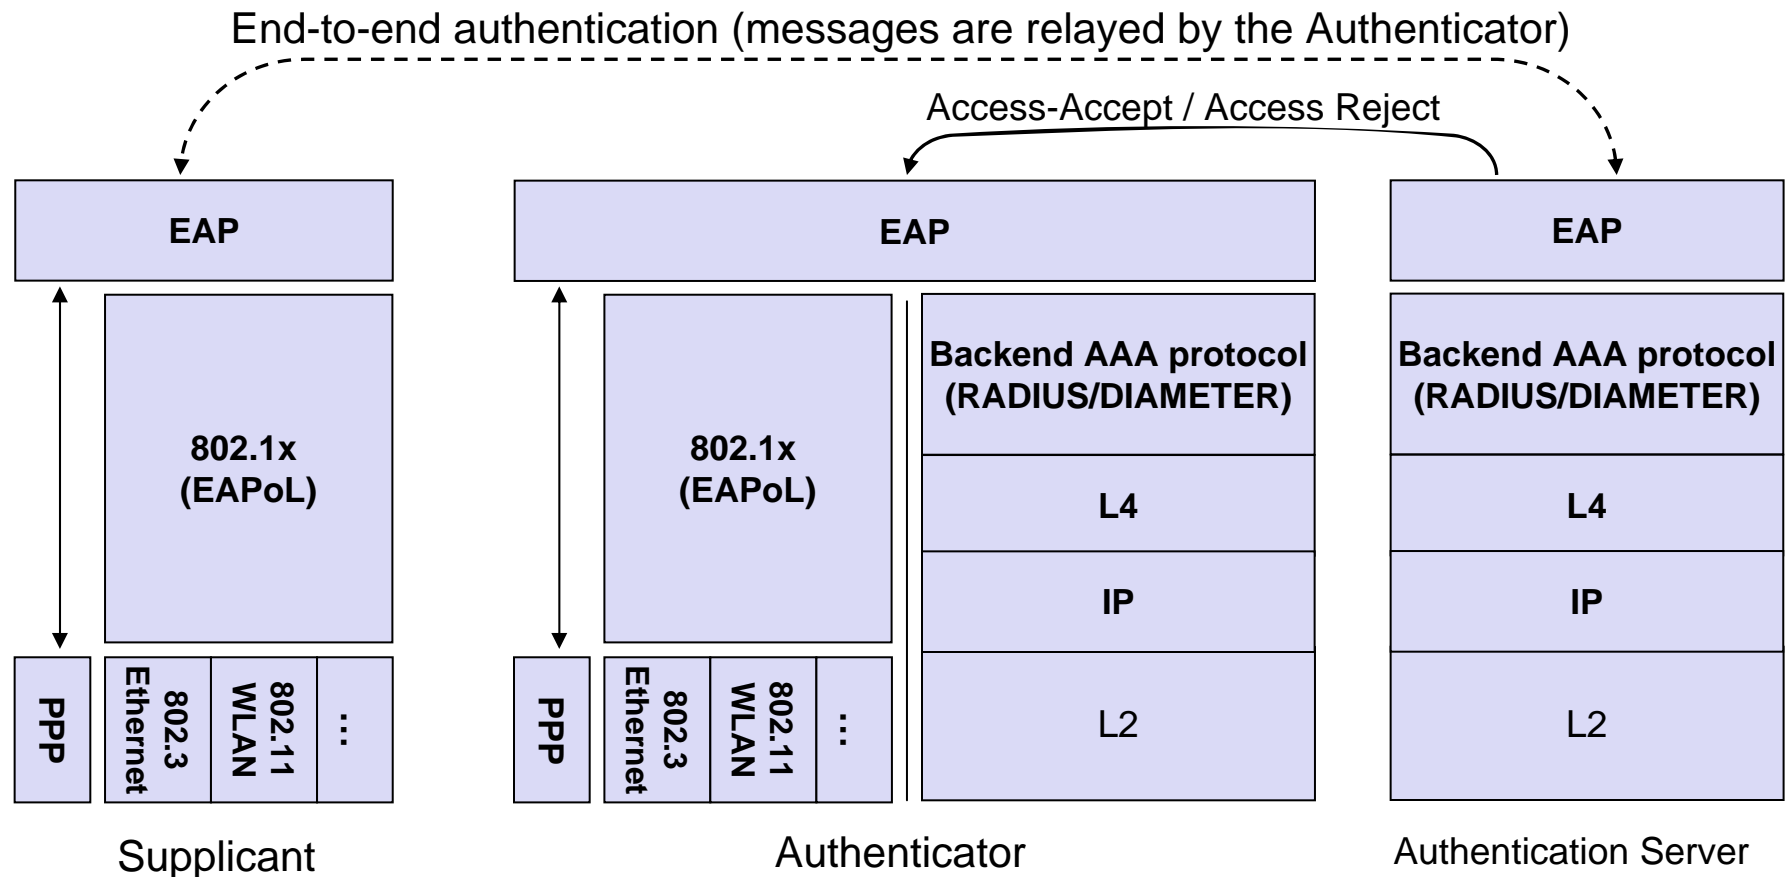 End-to-end authentication (messages are relayed by the Authenticator)
Access-Accept / Access Reject
EAP
EAP
EAP
802.1x
(EAPoL)
802.1x
(EAPoL)
Backend AAA protocol
(RADIUS/DIAMETER)
Backend AAA protocol
(RADIUS/DIAMETER)
L4
L4
IP
IP
PPP
802.3
Ethernet
802.11
WLAN
...
PPP
802.3
Ethernet
802.11
WLAN
...
L2
L2
Supplicant
Authenticator
Authentication Server